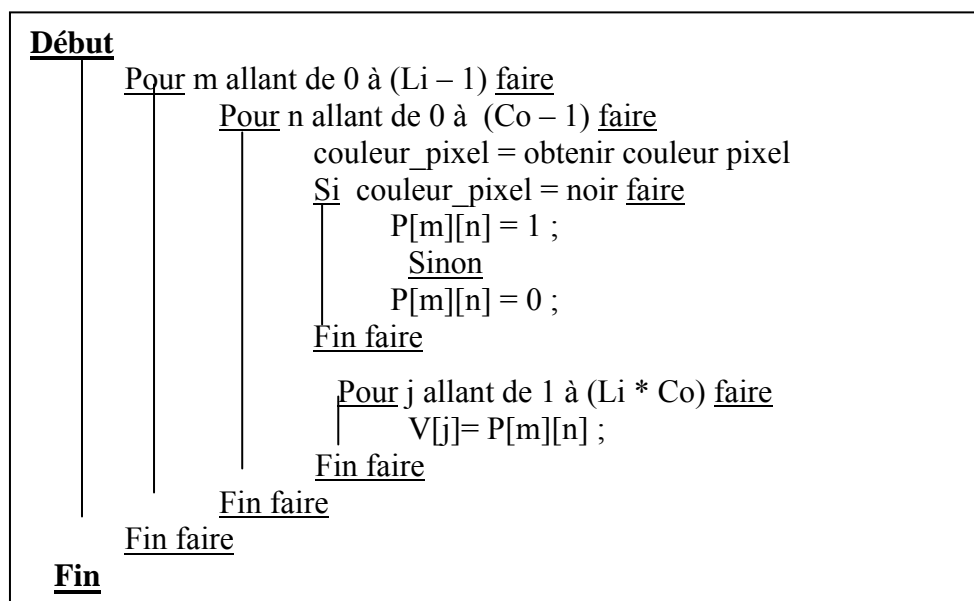 Début
Pour m allant de 0 à (Li – 1) faire
Pour n allant de 0 à (Co – 1) faire
couleur_pixel = obtenir couleur pixel
Si couleur_pixel = noir faire
P[m][n] = 1 ;
Sinon
P[m][n] = 0 ;
Fin faire
Pour j allant de 1 à (Li * Co) faire
V[j]= P[m][n] ;
Fin faire
Fin faire
Fin faire
Fin